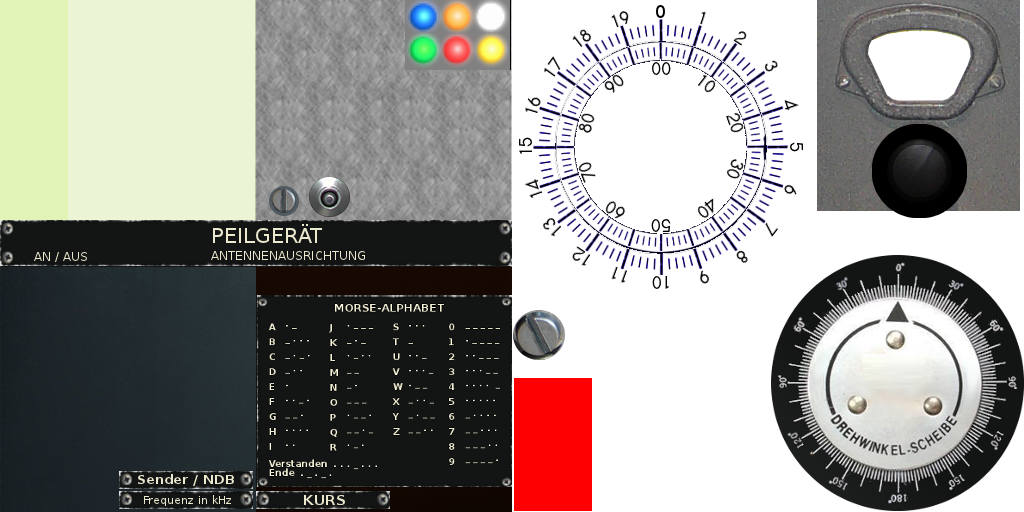 PEILGERÄT
AN / AUS ANTENNENAUSRICHTUNG
MORSE-ALPHABET
A ·– J ·––– S ··· 0 –––––
B –··· K –·– T – 1 ·––––
C –·–· L ·–·· U ··– 2 ··–––
D –·· M –– V ···– 3 ···––
E · N –· W ·–– 4 ····–
F ··–· O ––– X –··– 5 ·····
G ––· P ·––· Y –·–– 6 –····
H ···· Q ––·– Z ––·· 7 ––···
I ·· R ·–· 8 –––··
Verstanden ...–... 9 ––––·
Ende ·–·–·
Sender / NDB
Frequenz in kHz
KURS
0 1 2 3 4 5 6 7 8 9 10 11 12 13 14 15 16 17 18 19
00 10 20 30 40 50 60 70 80 90
0° 30° 60° 90° 120° 150° 180° 150° 120° 90° 60° 30°
DREHWINKEL-SCHEIBE